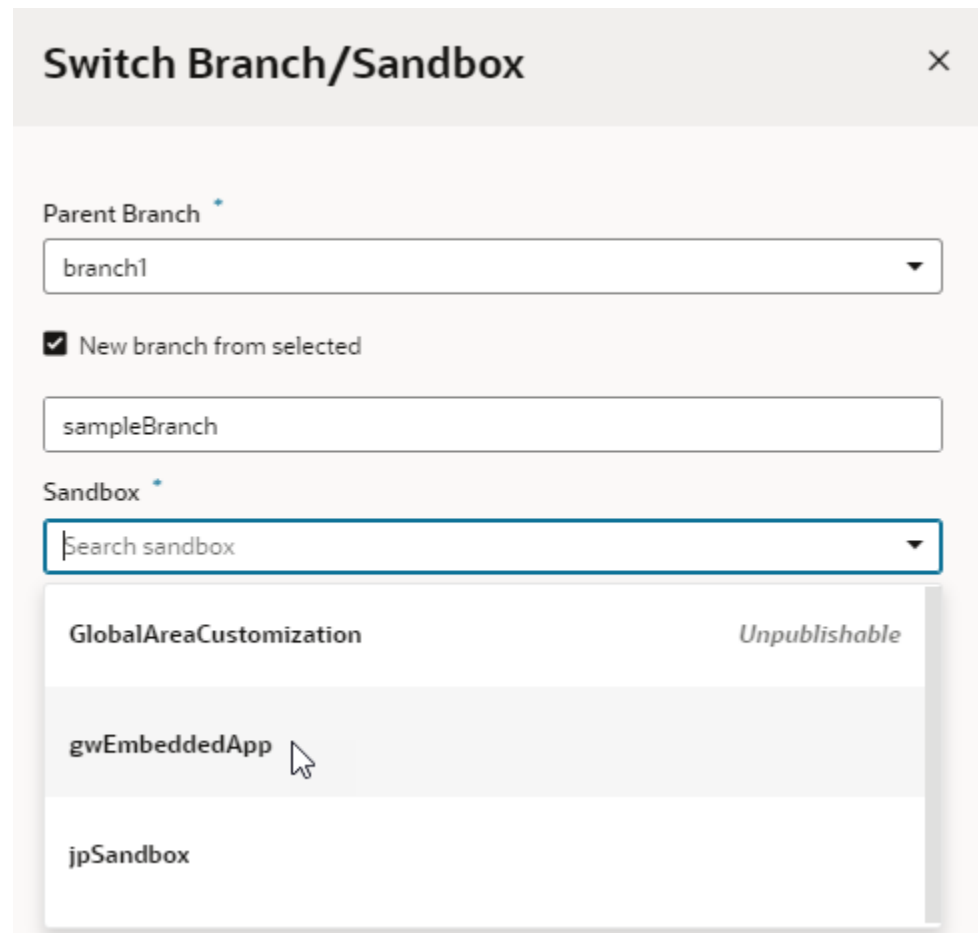 Switch Branch/Sandbox
Parent Branch *
branch1
New branch from selected
sampleBranch
Sandbox *
Search sandbox
GlobalAreaCustomization Unpublishable
gwEmbeddedApp
jpSandbox